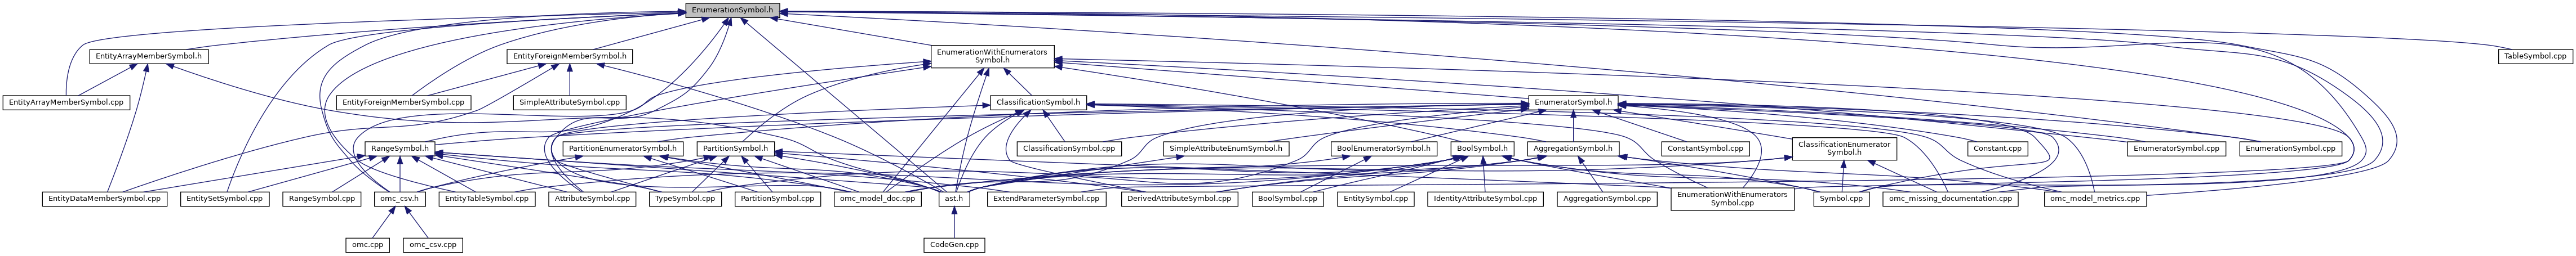 EnumerationSymbol.h
EntityArrayMemberSymbol.h
EntityForeignMemberSymbol.h
EnumerationWithEnumerators
Symbol.h
TableSymbol.cpp
EntityArrayMemberSymbol.cpp
EntityForeignMemberSymbol.cpp
SimpleAttributeSymbol.cpp
ClassificationSymbol.h
EnumeratorSymbol.h
RangeSymbol.h
PartitionEnumeratorSymbol.h
PartitionSymbol.h
ClassificationSymbol.cpp
SimpleAttributeEnumSymbol.h
BoolEnumeratorSymbol.h
BoolSymbol.h
AggregationSymbol.h
ConstantSymbol.cpp
ClassificationEnumerator
Symbol.h
Constant.cpp
EnumeratorSymbol.cpp
EnumerationSymbol.cpp
EntityDataMemberSymbol.cpp
EntitySetSymbol.cpp
RangeSymbol.cpp
omc_csv.h
EntityTableSymbol.cpp
AttributeSymbol.cpp
TypeSymbol.cpp
PartitionSymbol.cpp
omc_model_doc.cpp
ast.h
ExtendParameterSymbol.cpp
DerivedAttributeSymbol.cpp
BoolSymbol.cpp
EntitySymbol.cpp
IdentityAttributeSymbol.cpp
AggregationSymbol.cpp
EnumerationWithEnumerators
Symbol.cpp
Symbol.cpp
omc_missing_documentation.cpp
omc_model_metrics.cpp
omc.cpp
omc_csv.cpp
CodeGen.cpp